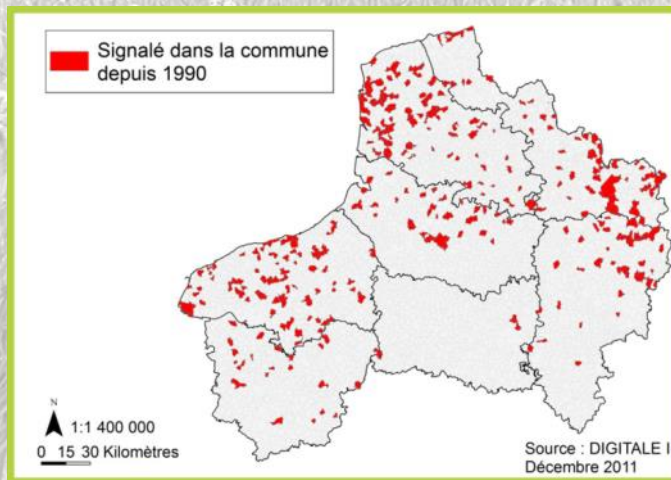 Signalé dans la commune
depuis 1990
N
1:1 400 000
0 15 30 Kilomètres
Source : DIGITALE I
Décembre 2011